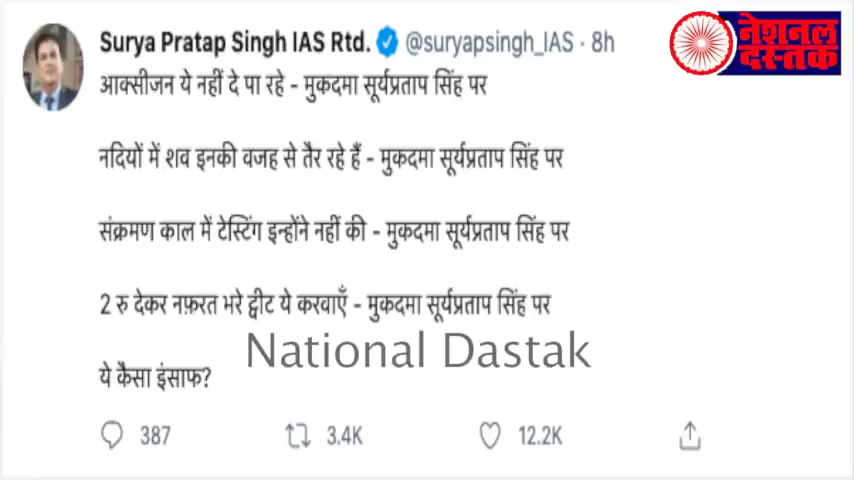 Surya Pratap Singh IAS Rtd. @suryapsingh_IAS · 8h
नेशनल
दस्तक
आक्सीजन ये नहीं दे पा रहे - मुकदमा सूर्यप्रताप सिंह पर
नदियों में शव इनकी वजह से तैर रहे हैं - मुकदमा सूर्यप्रताप सिंह पर
संक्रमण काल में टेस्टिंग इन्होंने नहीं की - मुकदमा सूर्यप्रताप सिंह पर
2 रु देकर नफ़रत भरे ट्वीट ये करवाएँ - मुकदमा सूर्यप्रताप सिंह पर
National Dastak
ये कैसा इंसाफ?
387 3.4K 12.2K